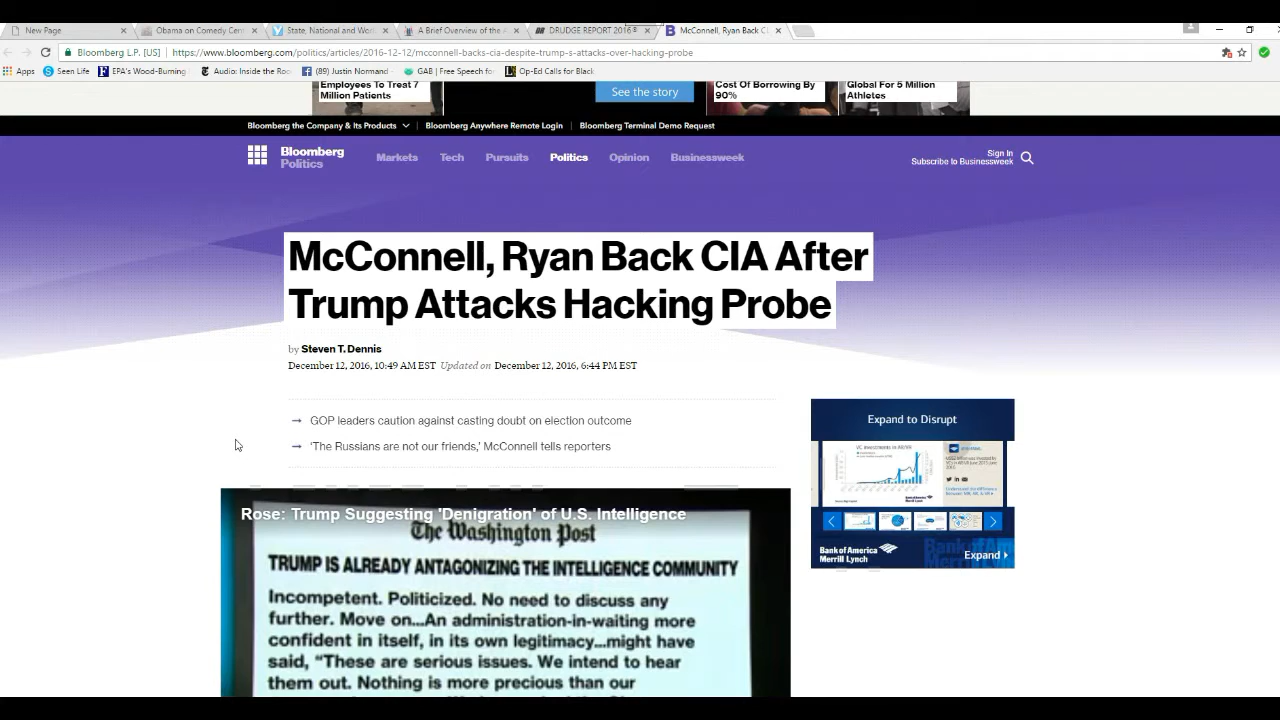 New Page
Obama on Comedy Cen
State, National and Wor
A Brief Overview of the A
DRUDGE REPORT 2016®
McConnell, Ryan Back CI
Bloomberg L.P. [US]
https://www.bloomberg.com/politics/articles/2016-12-12/mcconnell-backs-cia-despite-trump-s-attacks-over-hacking-probe
Apps
Seen Life
EPA's Wood-Burning
Audio: Inside the Roo
(89) Justin Normand -
GAB | Free Speech fo
Op-Ed Calls for Black
Employees To Treat 7
Million Patients
See the story
Cost Of Borrowing By
90%
Global For 5 Million
Athletes
Bloomberg the Company & Its Products
Bloomberg Anywhere Remote Login
Bloomberg Terminal Demo Request
Bloomberg
Politics
Markets
Tech
Pursuits
Politics
Opinion
Businessweek
Sign In
Subscribe to Businessweek
McConnell, Ryan Back CIA After
Trump Attacks Hacking Probe
by Steven T. Dennis
December 12, 2016, 10:49 AM EST Updated on December 12, 2016, 6:44 PM EST
→ GOP leaders caution against casting doubt on election outcome
→ 'The Russians are not our friends,' McConnell tells reporters
Rose: Trump Suggesting 'Denigration' of U.S. Intelligence
The Washington Post
TRUMP IS ALREADY ANTAGONIZING THE INTELLIGENCE COMMUNITY
Incompetent. Politicized. No need to discuss any
further. Move on...An administration-in-waiting more
confident in itself, in its own legitimacy...might have
said, "These are serious issues. We intend to hear
them out. Nothing is more precious than our
Expand to Disrupt
Bank of America
Merrill Lynch
Expand